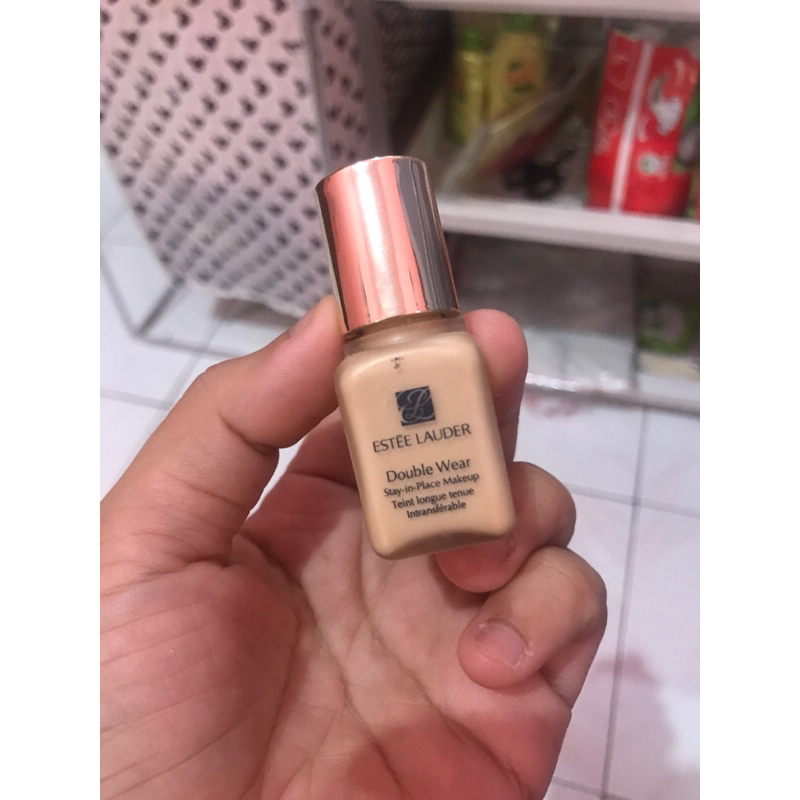 ESTĒE LAUDER
Double Wear
Stay-in-Place Makeup
Teint longue tenue
Intransférable